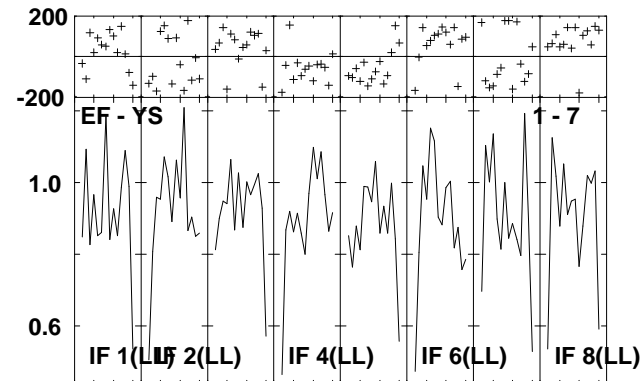 200
-200
EF - YS
1 - 7
1.0
0.6
IF 1(LL)
IF 2(LL)
IF 4(LL)
IF 6(LL)
IF 8(LL)